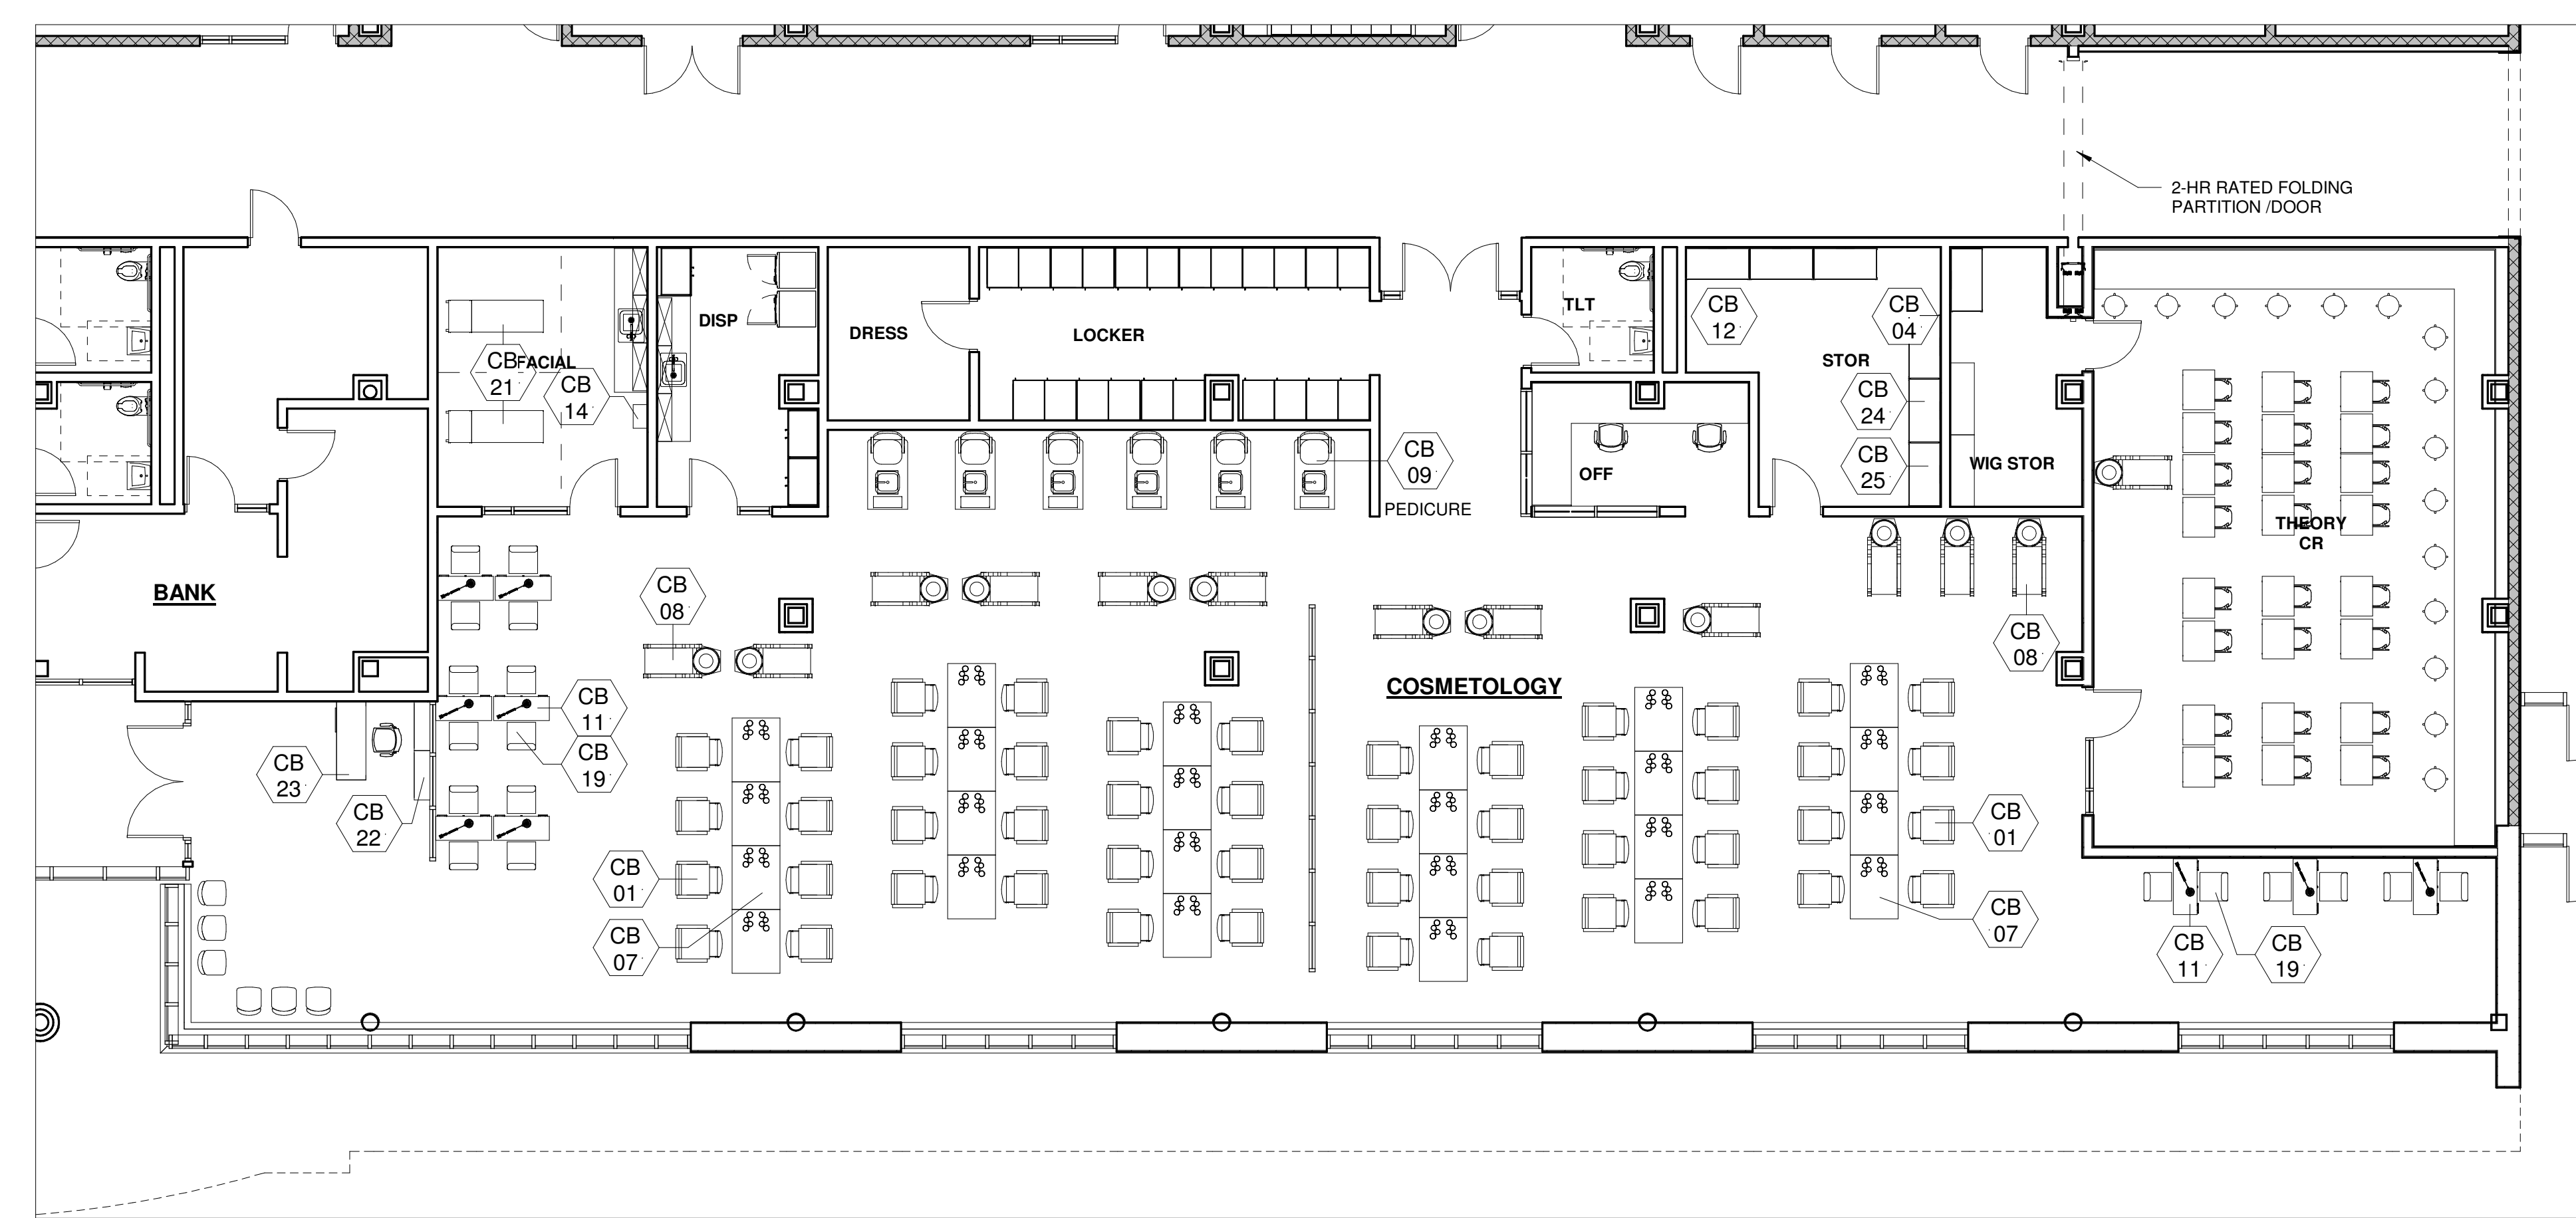 2-HR RATED FOLDING
PARTITION /DOOR
CB
12
CB
04
TLT
DISP
DRESS
LOCKER
FACIAL
CB
21
CB
14
STOR
CB
24
CB
09
CB
25
WIG STOR
OFF
PEDICURE
THEORY
CR
BANK
CB
08
CB
08
COSMETOLOGY
CB
11
CB
19
CB
23
CB
22
CB
01
CB
01
CB
07
CB
07
CB
11
CB
19